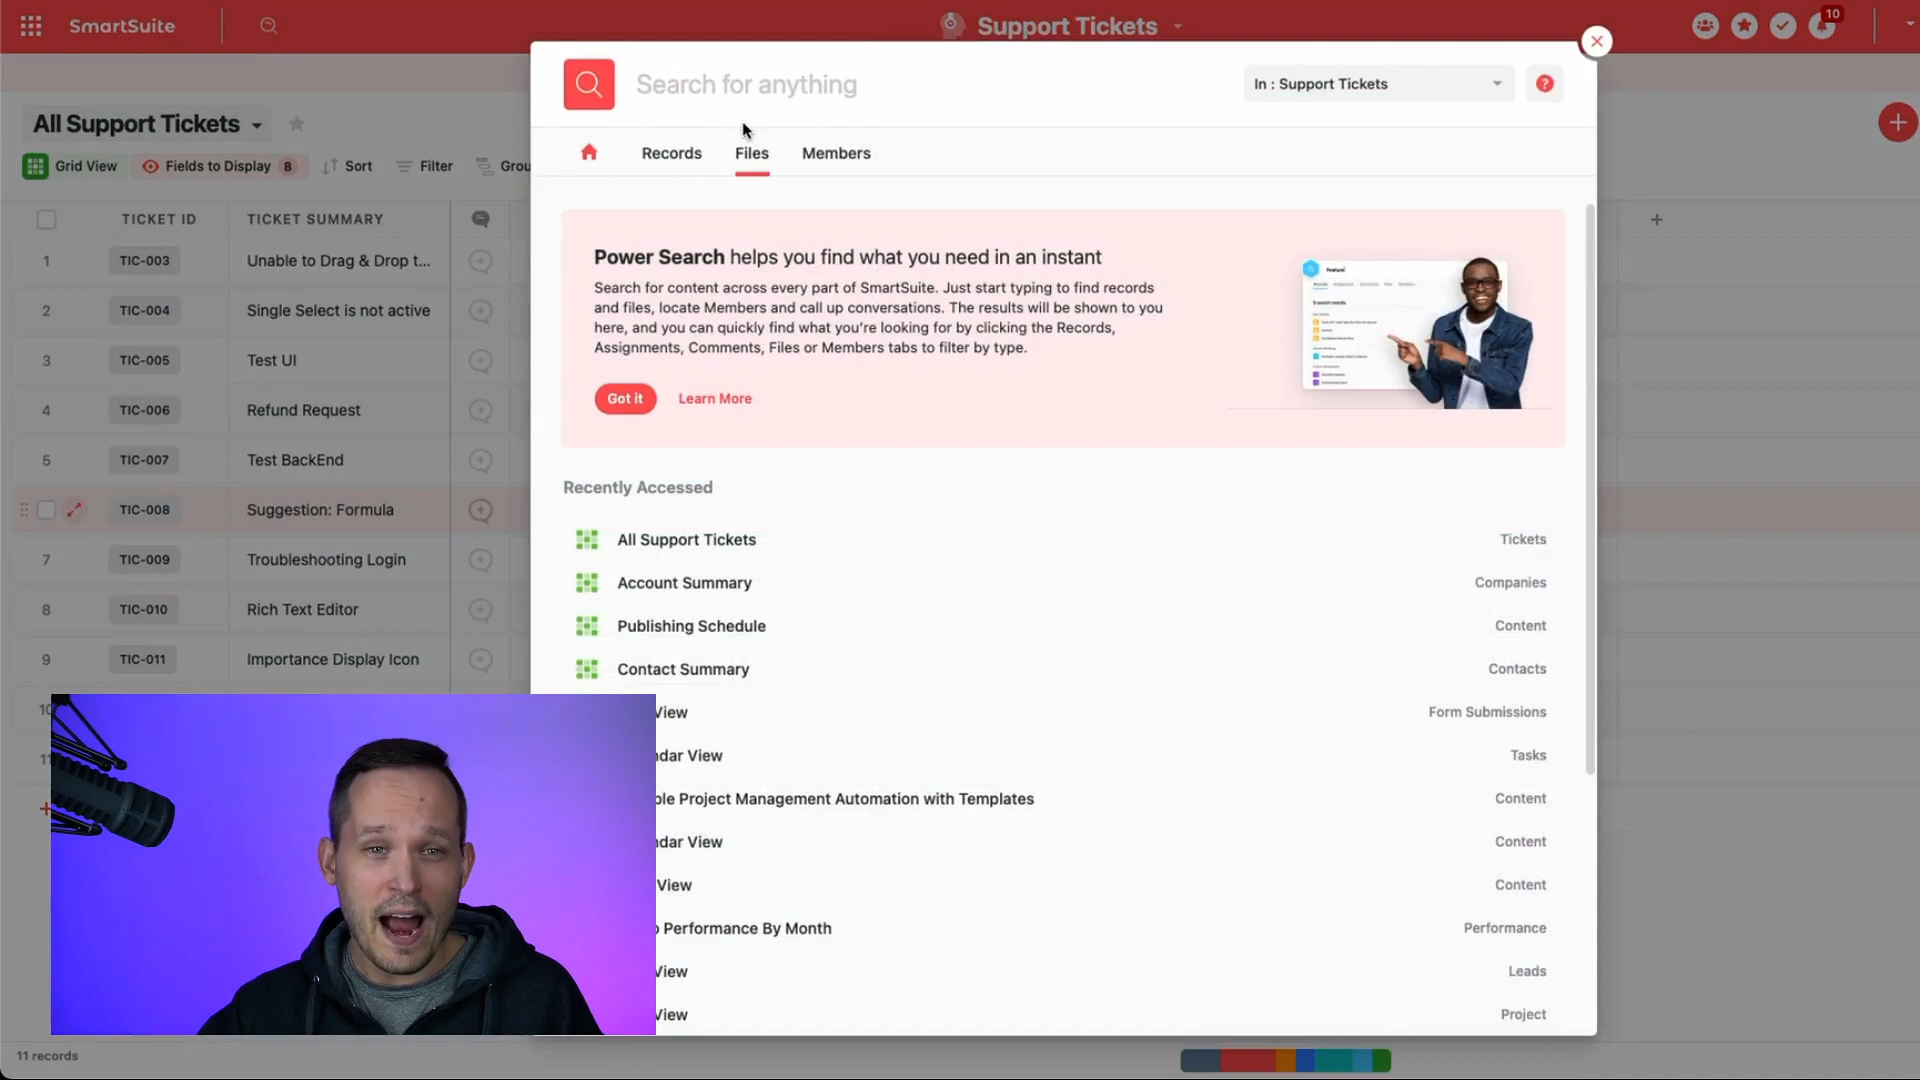 SmartSuite
Support Tickets
10
Search for anything
In : Support Tickets
?
All Support Tickets
Grid View
Fields to Display 8
Sort
Filter
Grou
Records
Files
Members
TICKET ID
TICKET SUMMARY
1 TIC-003 Unable to Drag & Drop t...
2 TIC-004 Single Select is not active
3 TIC-005 Test UI
4 TIC-006 Refund Request
5 TIC-007 Test BackEnd
TIC-008 Suggestion: Formula
7 TIC-009 Troubleshooting Login
8 TIC-010 Rich Text Editor
9 TIC-011 Importance Display Icon
10
11
11 records
Power Search helps you find what you need in an instant
Search for content across every part of SmartSuite. Just start typing to find records
and files, locate Members and call up conversations. The results will be shown to you
here, and you can quickly find what you're looking for by clicking the Records,
Assignments, Comments, Files or Members tabs to filter by type.
Got it
Learn More
Recently Accessed
All Support Tickets Tickets
Account Summary Companies
Publishing Schedule Content
Contact Summary Contacts
View Form Submissions
ndar View Tasks
ple Project Management Automation with Templates Content
ndar View Content
View Content
o Performance By Month Performance
View Leads
View Project